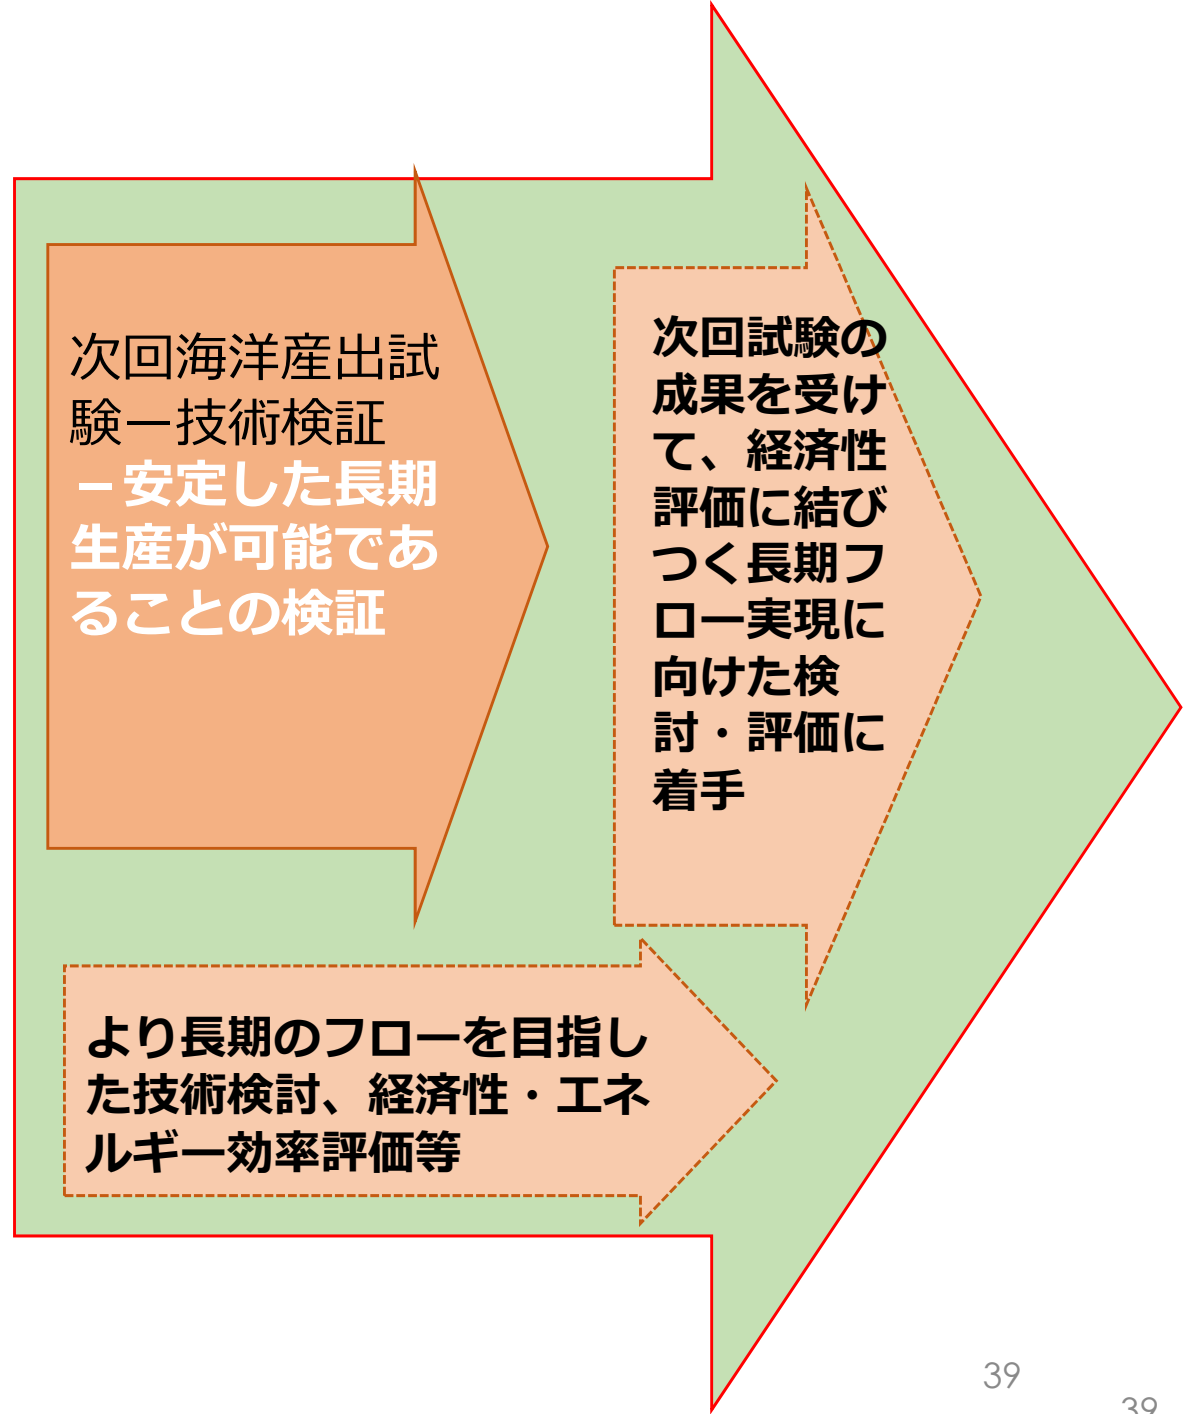 次回海洋産出試
験ー技術検証
－安定した長期
生産が可能であ
ることの検証
次回試験の
成果を受け
て、経済性
評価に結び
つく長期フ
ロー実現に
向けた検
討・評価に
着手
より長期のフローを目指し
た技術検討、経済性・エネ
ルギー効率評価等
39
39